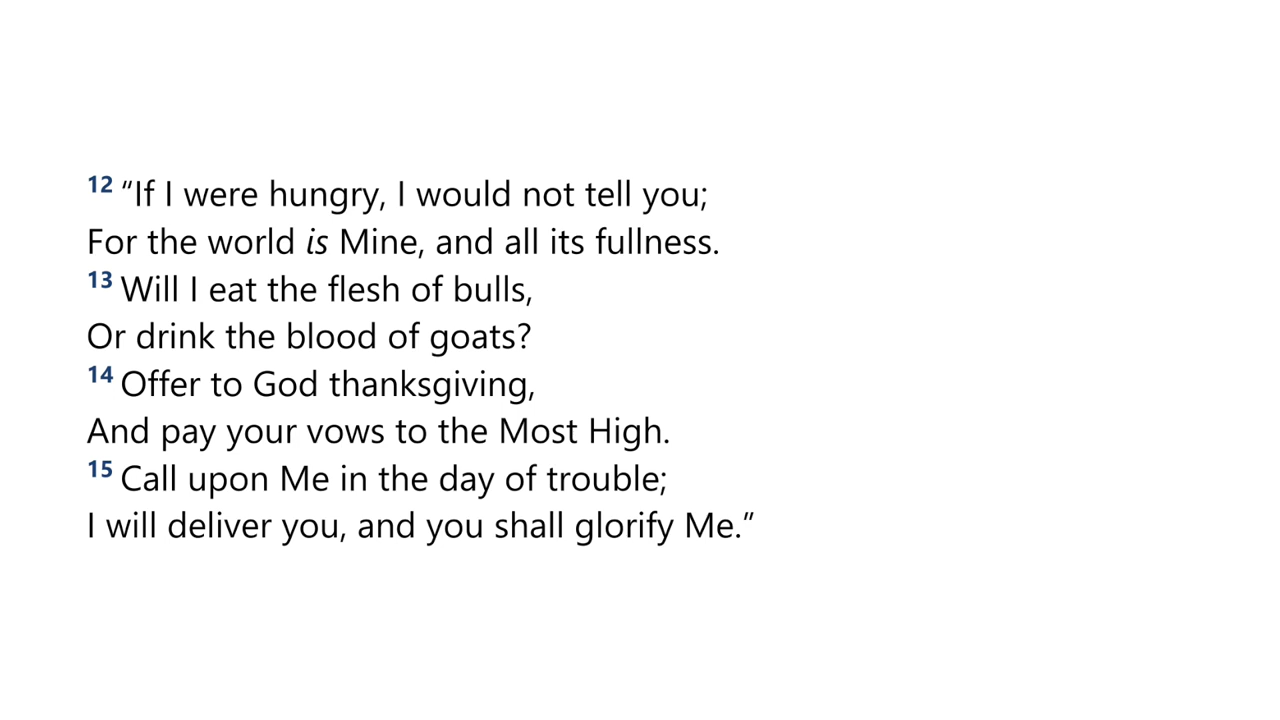 12 “If I were hungry, I would not tell you;
For the world is Mine, and all its fullness.
13 Will I eat the flesh of bulls,
Or drink the blood of goats?
14 Offer to God thanksgiving,
And pay your vows to the Most High.
15 Call upon Me in the day of trouble;
I will deliver you, and you shall glorify Me.”